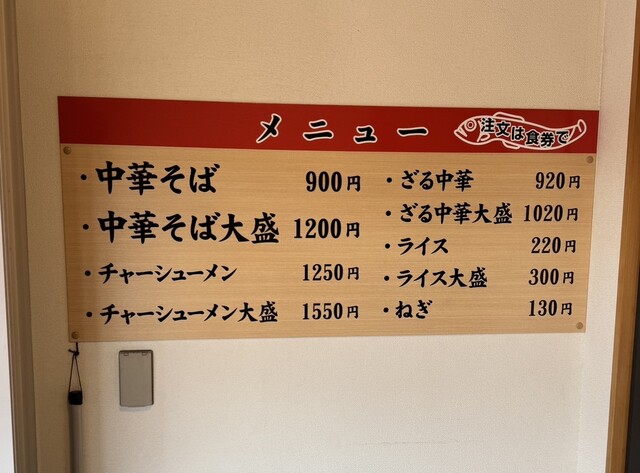 メニュー
注文は食券で
・中華そば 900円
・中華そば大盛 1200円
・チャーシューメン 1250円
・チャーシューメン大盛 1550円
・ざる中華 920円
・ざる中華大盛 1020円
・ライス 220円
・ライス大盛 300円
・ねぎ 130円